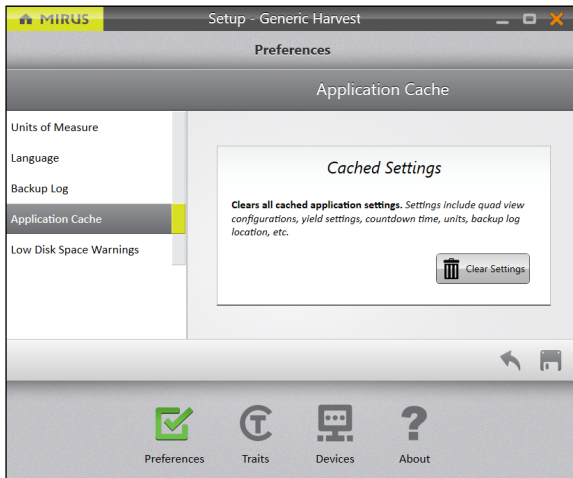 MIRUS
Setup - Generic Harvest
Preferences
Application Cache
Units of Measure
Language
Backup Log
Application Cache
Low Disk Space Warnings
Cached Settings
Clears all cached application settings. Settings include quad view
configurations, yield settings, countdown time, units, backup log
location, etc.
Clear Settings
Preferences
Traits
Devices
About